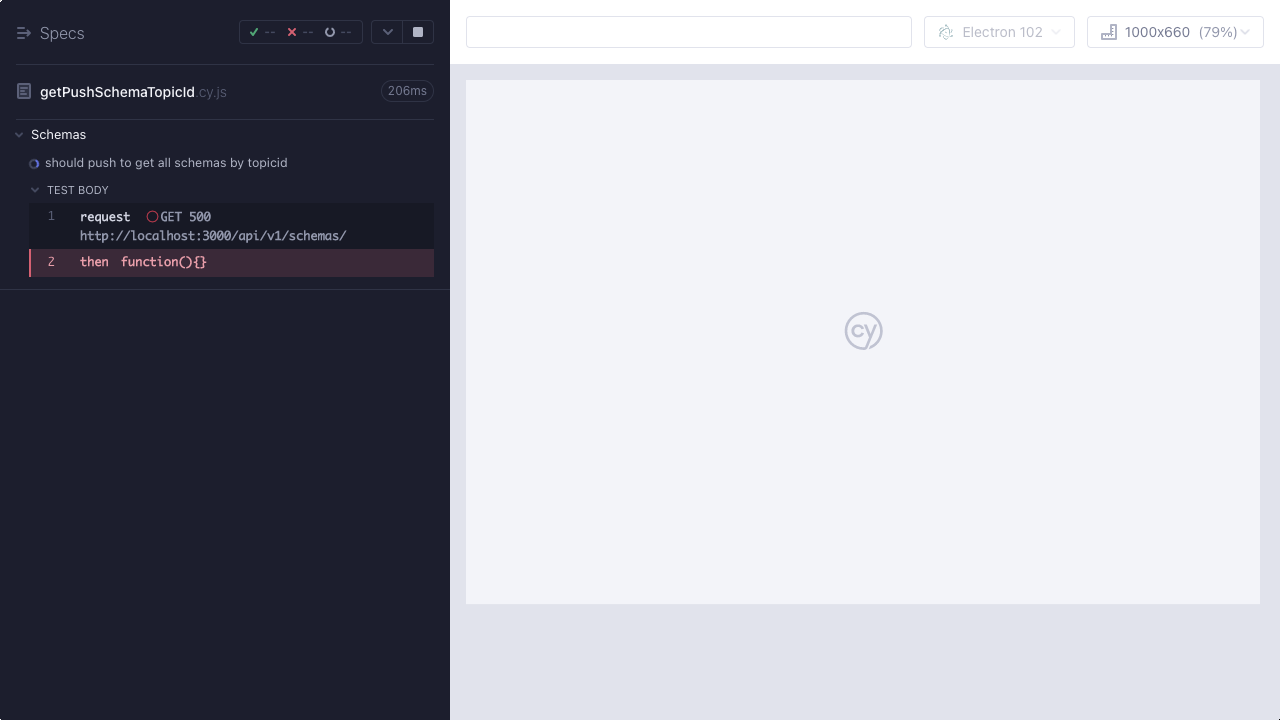 Specs
-- -- --
getPushSchemaTopicId.cy.js 206ms
Schemas
should push to get all schemas by topicid
TEST BODY
1 request GET 500
http://localhost:3000/api/v1/schemas/
2 then function(){}
Electron 102
1000x660 (79%)
cy